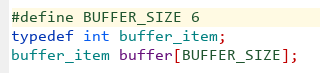 #define BUFFER_SIZE 6
typedef int buffer_item;
buffer_item buffer[BUFFER_SIZE];